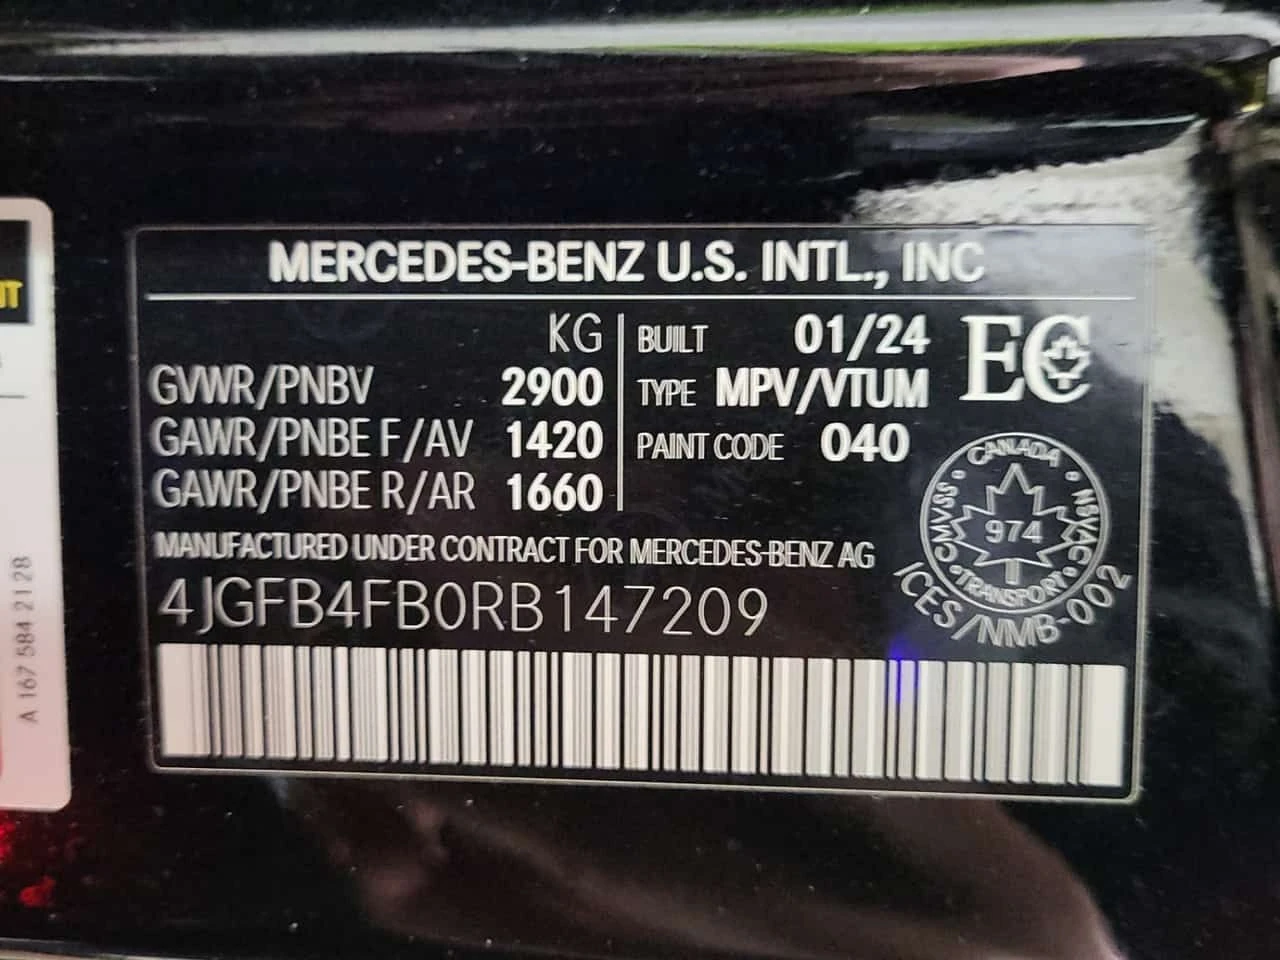 MERCEDES-BENZ U.S. INTL., INC
KG
GVWR/PNBV 2900
GAWR/PNBE F/AV 1420
GAWR/PNBE R/AR 1660
BUILT 01/24
TYPE MPV/VTUM
PAINT CODE 040
EC
CANADA
CMVSS
974
NSVAC
TRANSPORT
ICES/NMB-002
MANUFACTURED UNDER CONTRACT FOR MERCEDES-BENZ AG
4JGFB4FB0RB147209
A 167 584 21 28